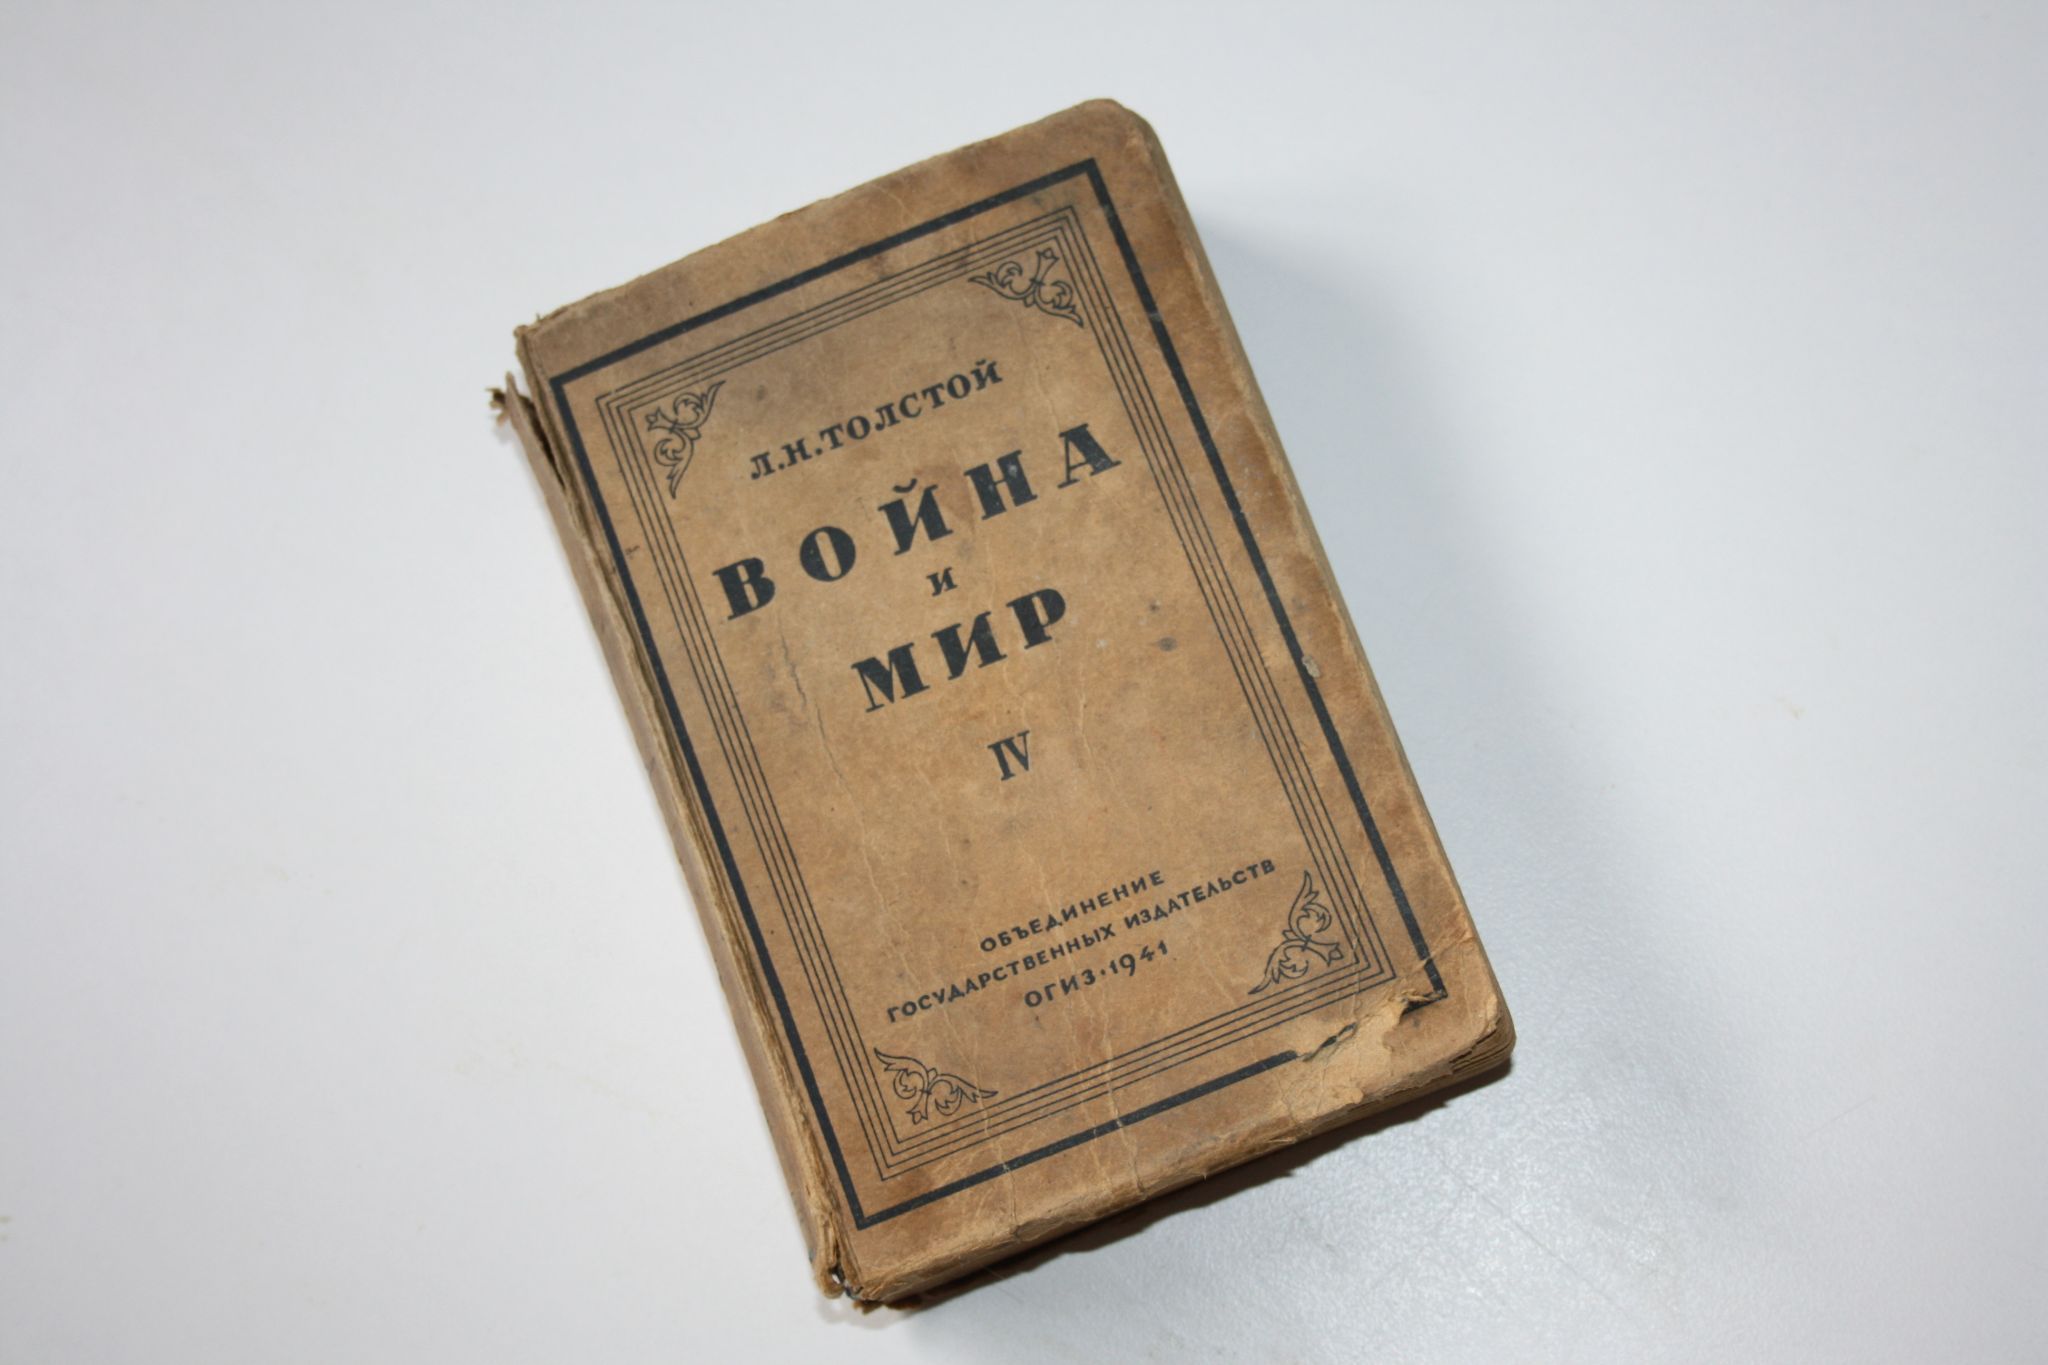 Л.Н.ТОЛСТОЙ
ВОЙНА
И
МИР
IV
ОБЪЕДИНЕНИЕ
ГОСУДАРСТВЕННЫХ ИЗДАТЕЛЬСТВ
ОГИЗ·1941